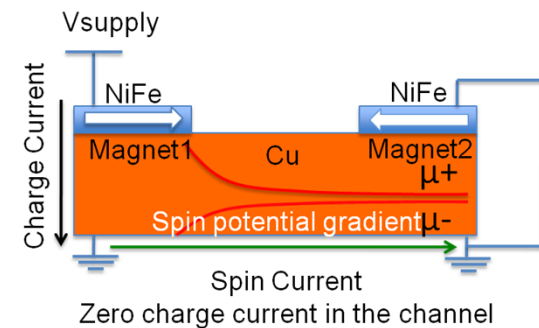 Vsupply
NiFe
NiFe
Charge Current
Magnet1
Cu
Magnet2
μ+
Spin potential gradient
μ-
Spin Current
Zero charge current in the channel